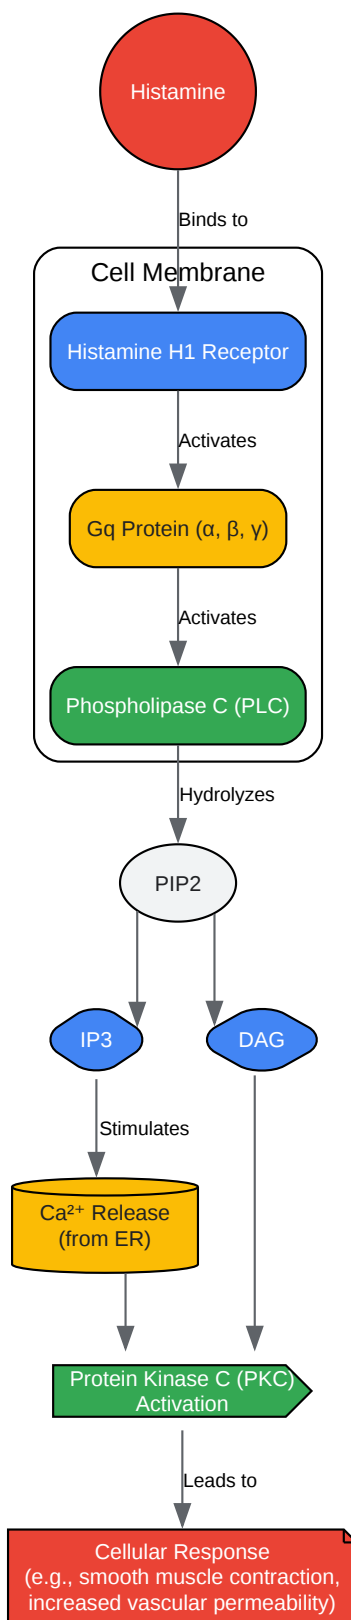 Histamine
Binds to
Cell Membrane
Histamine H1 Receptor
Activates
Gq Protein (α, β, γ)
Activates
Phospholipase C (PLC)
Hydrolyzes
PIP2
IP3
DAG
Stimulates
Ca²⁺ Release
(from ER)
Protein Kinase C (PKC)
Activation
Leads to
Cellular Response
(e.g., smooth muscle contraction,
increased vascular permeability)